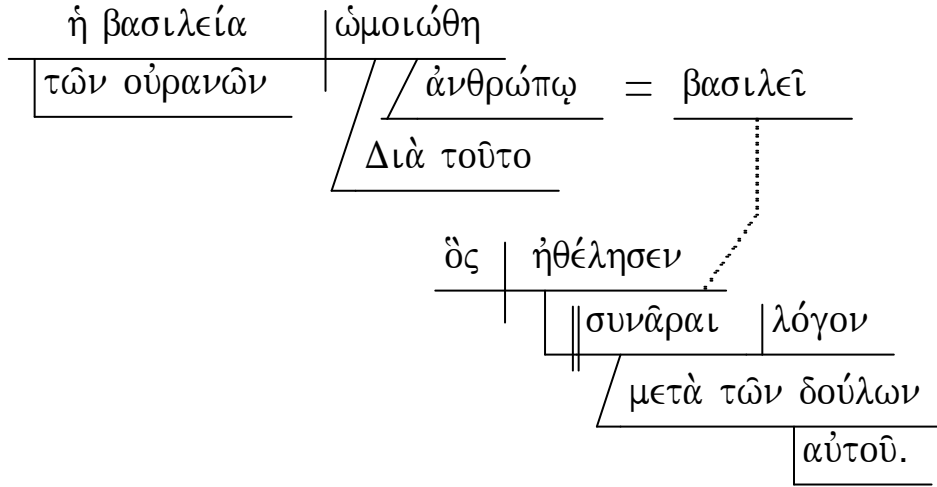 ἡ βασιλεία ὡμοιώθη
τῶν οὐρανῶν ἀνθρώπῳ = βασιλεῖ
Διὰ τοῦτο
ὃς ἠθέλησεν
συνᾶραι λόγον
μετὰ τῶν δούλων
αὐτοῦ.